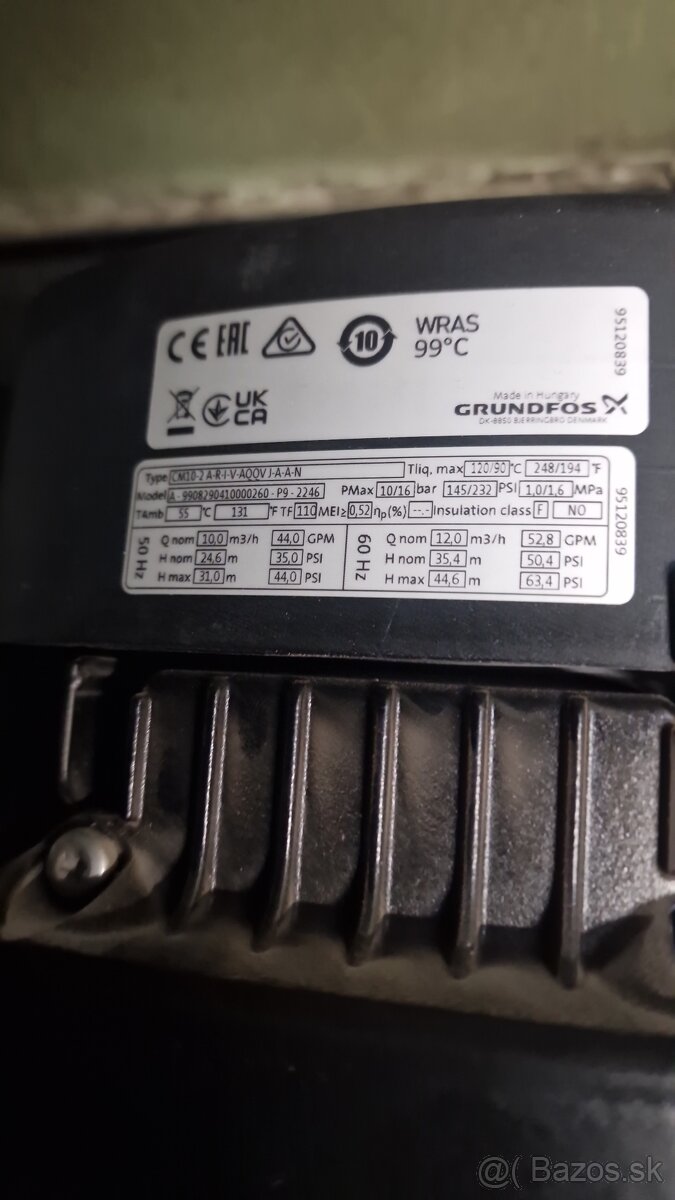 CE EAC 10 WRAS
99°C
95120839
UK
CA
Made in Hungary
GRUNDFOS X
DK-8850 BJERRINGBRO DENMARK
Type CM10-2 A-R-I-V-AQQV J-A-A-N Tliq. max 120/90 °C 248/194 °F
Model A - 9908290410000260 - P9 - 2246 PMax 10/16 bar 145/232 PSI 1,0/1,6 MPa
TAmb 55 °C 131 °F TF 110 MEI≥ 0,52 ηp(%) --.- Insulation class F NO
95120839
50 Hz Q nom 10,0 m3/h 44,0 GPM 60 Hz Q nom 12,0 m3/h 52,8 GPM
H nom 24,6 m 35,0 PSI H nom 35,4 m 50,4 PSI
H max 31,0 m 44,0 PSI H max 44,6 m 63,4 PSI
@( Bazos.sk